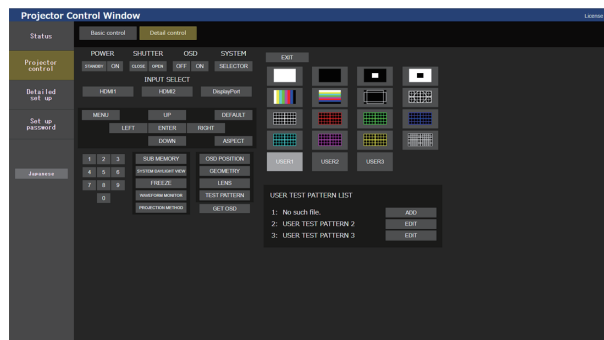 Projector Control Window
License
Status
Projector control
Detailed set up
Set up password
Japanese
Basic control
Detail control
POWER SHUTTER OSD SYSTEM
STANDBY ON CLOSE OPEN OFF ON SELECTOR
INPUT SELECT
HDMI1 HDMI2 DisplayPort
MENU UP DEFAULT
LEFT ENTER RIGHT
DOWN ASPECT
1 2 3 SUB MEMORY OSD POSITION
4 5 6 SYSTEM DAYLIGHT VIEW GEOMETRY
7 8 9 FREEZE LENS
0 WAVEFORM MONITOR TEST PATTERN
PROJECTION METHOD GET OSD
EXIT
USER1 USER2 USER3
USER TEST PATTERN LIST
1: No such file. ADD
2: USER TEST PATTERN 2 EDIT
3: USER TEST PATTERN 3 EDIT